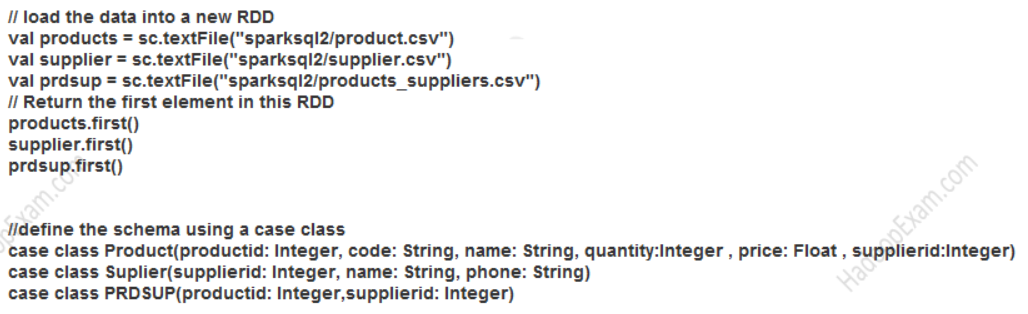 // load the data into a new RDD
val products = sc.textFile("sparksql2/product.csv")
val supplier = sc.textFile("sparksql2/supplier.csv")
val prdsup = sc.textFile("sparksql2/products_suppliers.csv")
// Return the first element in this RDD
products.first()
supplier.first()
prdsup.first()
//define the schema using a case class
case class Product(productid: Integer, code: String, name: String, quantity:Integer , price: Float , supplierid:Integer)
case class Suplier(supplierid: Integer, name: String, phone: String)
case class PRDSUP(productid: Integer,supplierid: Integer)
HadoopExam.com